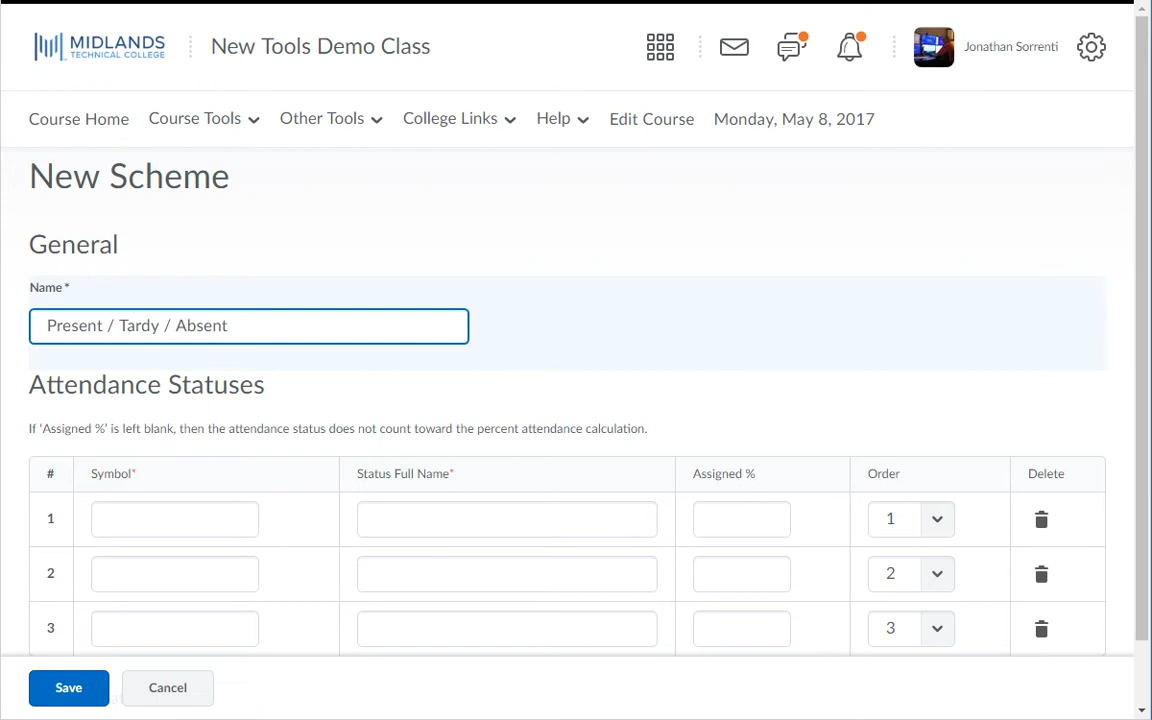 MIDLANDS
TECHNICAL COLLEGE
New Tools Demo Class
Jonathan Sorrenti
Course Home Course Tools Other Tools College Links Help Edit Course Monday, May 8, 2017
New Scheme
General
Name*
Present / Tardy / Absent
Attendance Statuses
If 'Assigned %' is left blank, then the attendance status does not count toward the percent attendance calculation.
# Symbol* Status Full Name* Assigned % Order Delete
1 1
2 2
3 3
Save Cancel